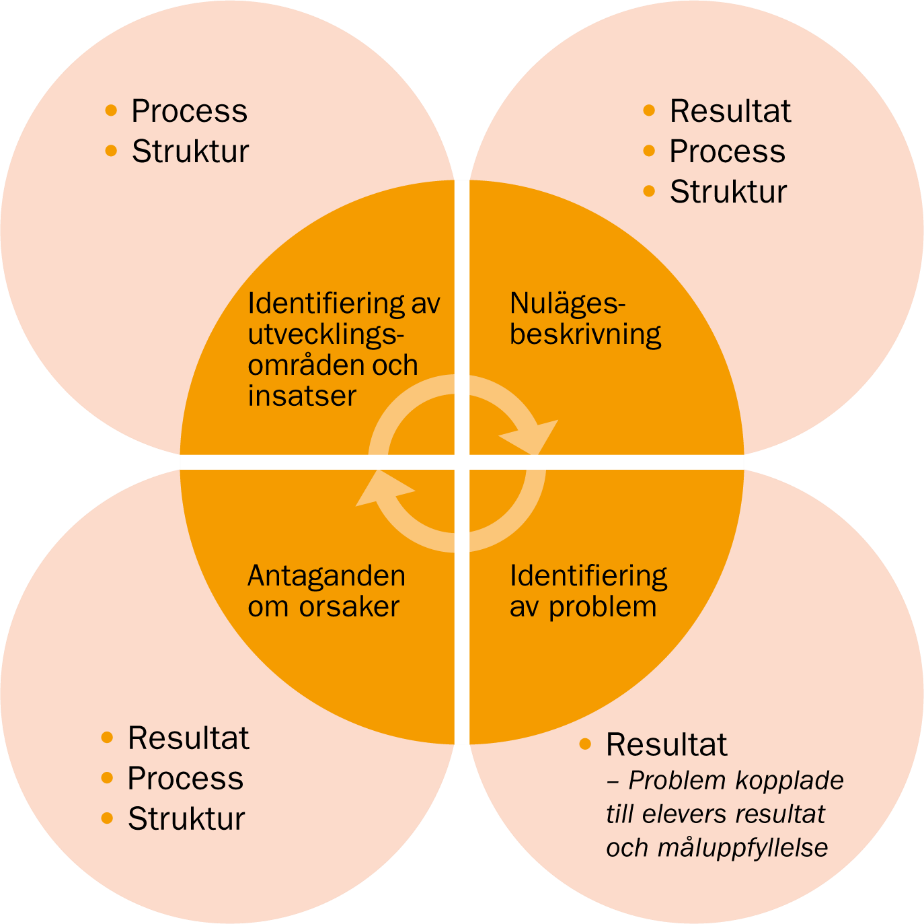 • Process
• Struktur
Identifiering av
utvecklings-
områden och
insatser
• Resultat
• Process
• Struktur
Nuläges-
beskrivning
Antaganden
om orsaker
• Resultat
• Process
• Struktur
Identifiering
av problem
• Resultat
– Problem kopplade
till elevers resultat
och måluppfyllelse